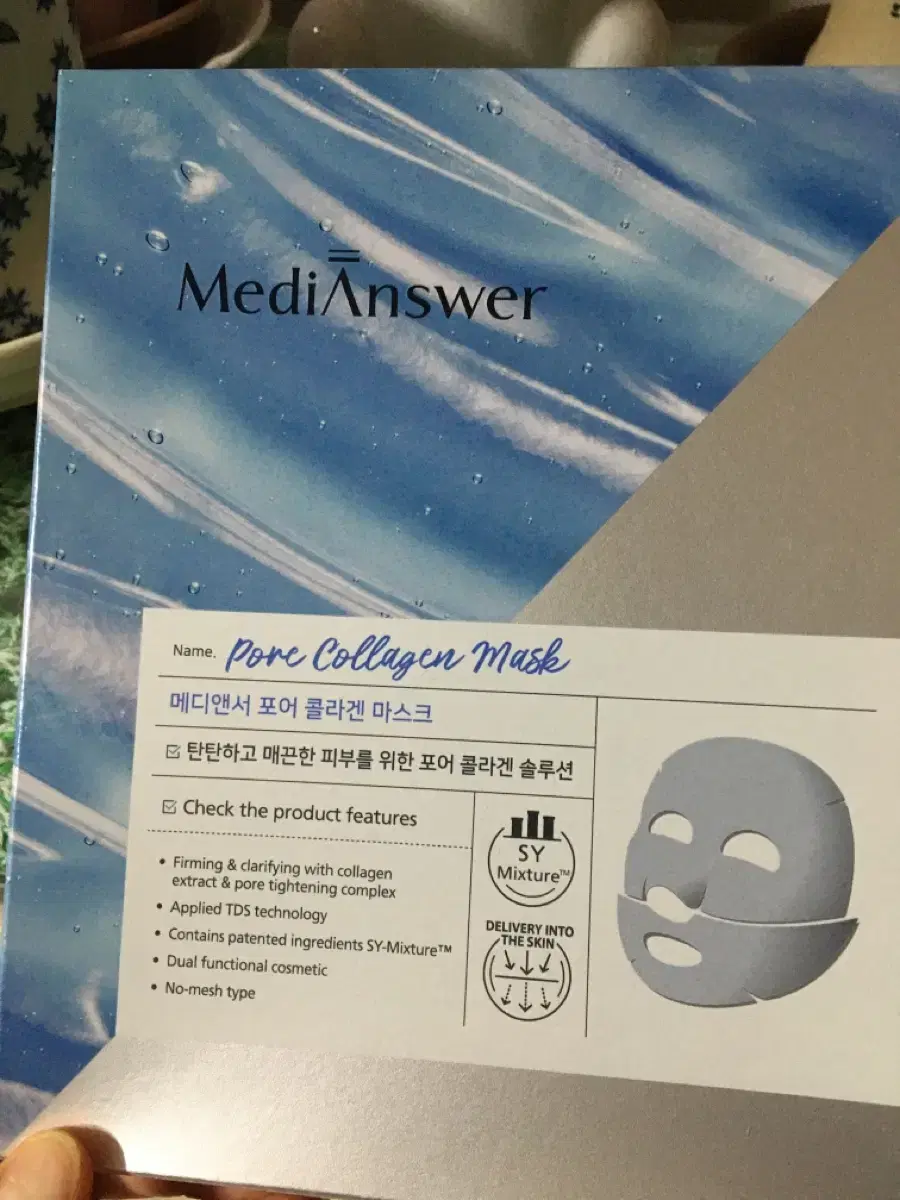 MediAnswer
Name. Pore Collagen Mask
메디앤서 포어 콜라겐 마스크
탄탄하고 매끈한 피부를 위한 포어 콜라겐 솔루션
Check the product features
• Firming & clarifying with collagen
extract & pore tightening complex
• Applied TDS technology
• Contains patented ingredients SY-Mixture™
• Dual functional cosmetic
• No-mesh type
SY
Mixture™
DELIVERY INTO
THE SKIN